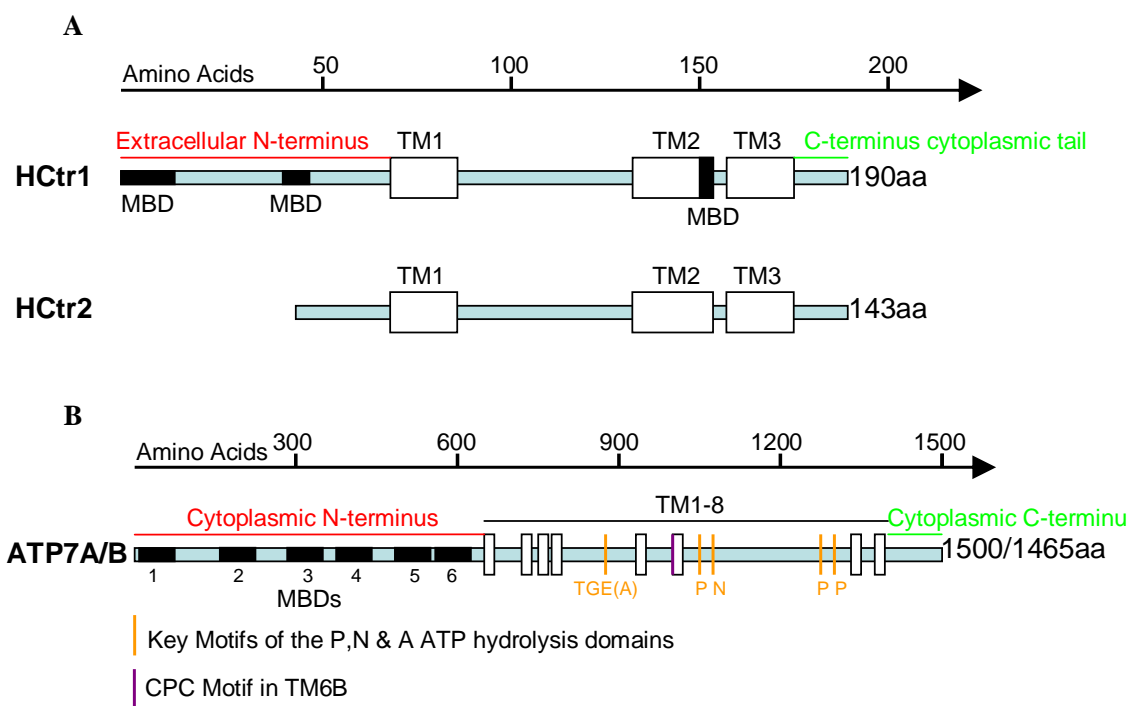 A
Amino Acids 50 100 150 200
Extracellular N-terminus TM1 TM2 TM3 C-terminus cytoplasmic tail
HCtr1 190aa
MBD MBD MBD
TM1 TM2 TM3
HCtr2 143aa
B
Amino Acids 300 600 900 1200 1500
Cytoplasmic N-terminus TM1-8 Cytoplasmic C-terminu
ATP7A/B 1500/1465aa
1 2 3 4 5 6 TGE(A) P N P P
MBDs
Key Motifs of the P,N & A ATP hydrolysis domains
CPC Motif in TM6B